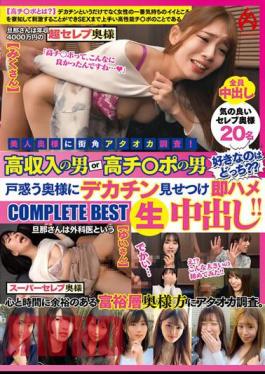 【高チ〇ポとは？】デカチンというだけでなく女性の一番気持ちのイイところ
を察知して刺激することができSEXまで上手い高性能チ〇ポのことである。
旦那さんは年収
4000万円の
超セレブ奥様
「高チ〇ポって、こんなに
良かったんですね…」
全員
中出し
気の良い
セレブ奥様
20名
美人奥様に街角アタオカ調査！
高収入の男or高チ〇ポの男
好きなのは
どっち？？
戸惑う奥様にデカチン見せつけ即ハメ
COMPLETE BEST
生中出し!!
旦那さんは外科医という
スーパーセレブ奥様
心と時間に余裕のある
富裕層奥様方にアタオカ調査。